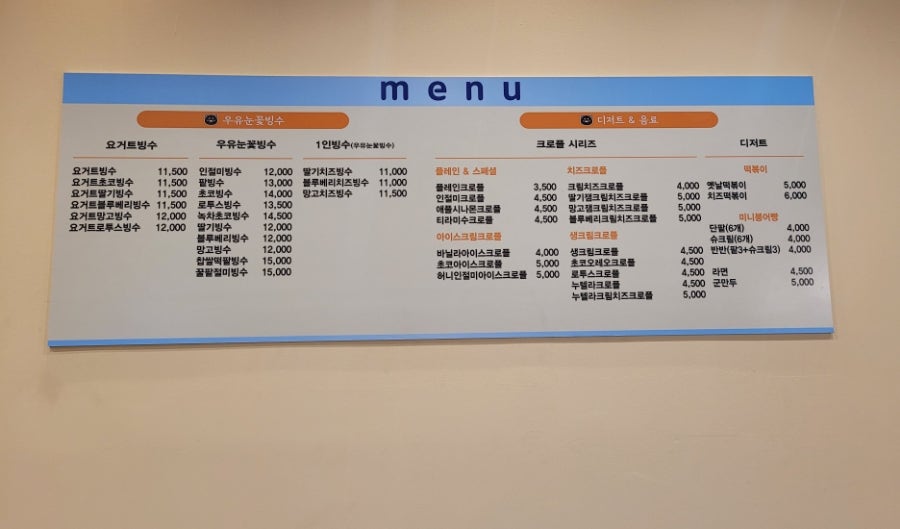 menu
우유눈꽃빙수
요거트빙수
요거트빙수 11,500
요거트초코빙수 11,500
요거트딸기빙수 11,500
요거트블루베리빙수 11,500
요거트망고빙수 12,000
요거트로투스빙수 12,000
우유눈꽃빙수
인절미빙수 12,000
팥빙수 13,000
초코빙수 14,000
로투스빙수 13,500
녹차초코빙수 14,500
딸기빙수 12,000
블루베리빙수 12,000
망고빙수 12,000
찹쌀떡팥빙수 15,000
꿀팥절미빙수 15,000
1인빙수(우유눈꽃빙수)
딸기치즈빙수 11,000
블루베리치즈빙수 11,000
망고치즈빙수 11,500
디저트 & 음료
크로플 시리즈
플레인 & 스페셜
플레인크로플 3,500
인절미크로플 4,500
애플시나몬크로플 4,500
티라미수크로플 4,500
아이스크림크로플
바닐라아이스크로플 4,000
초코아이스크로플 5,000
허니인절미아이스크로플 5,000
치즈크로플
크림치즈크로플 4,000
딸기잼크림치즈크로플 5,000
망고잼크림치즈크로플 5,000
블루베리크림치즈크로플 5,000
생크림크로플
생크림크로플 4,500
초코오레오크로플 4,500
로투스크로플 4,500
누텔라크로플 4,500
누텔라크림치즈크로플 5,000
디저트
떡볶이
옛날떡볶이 5,000
치즈떡볶이 6,000
미니붕어빵
단팥(6개) 4,000
슈크림(6개) 4,000
반반(팥3+슈크림3) 4,000
라면 4,500
군만두 5,000